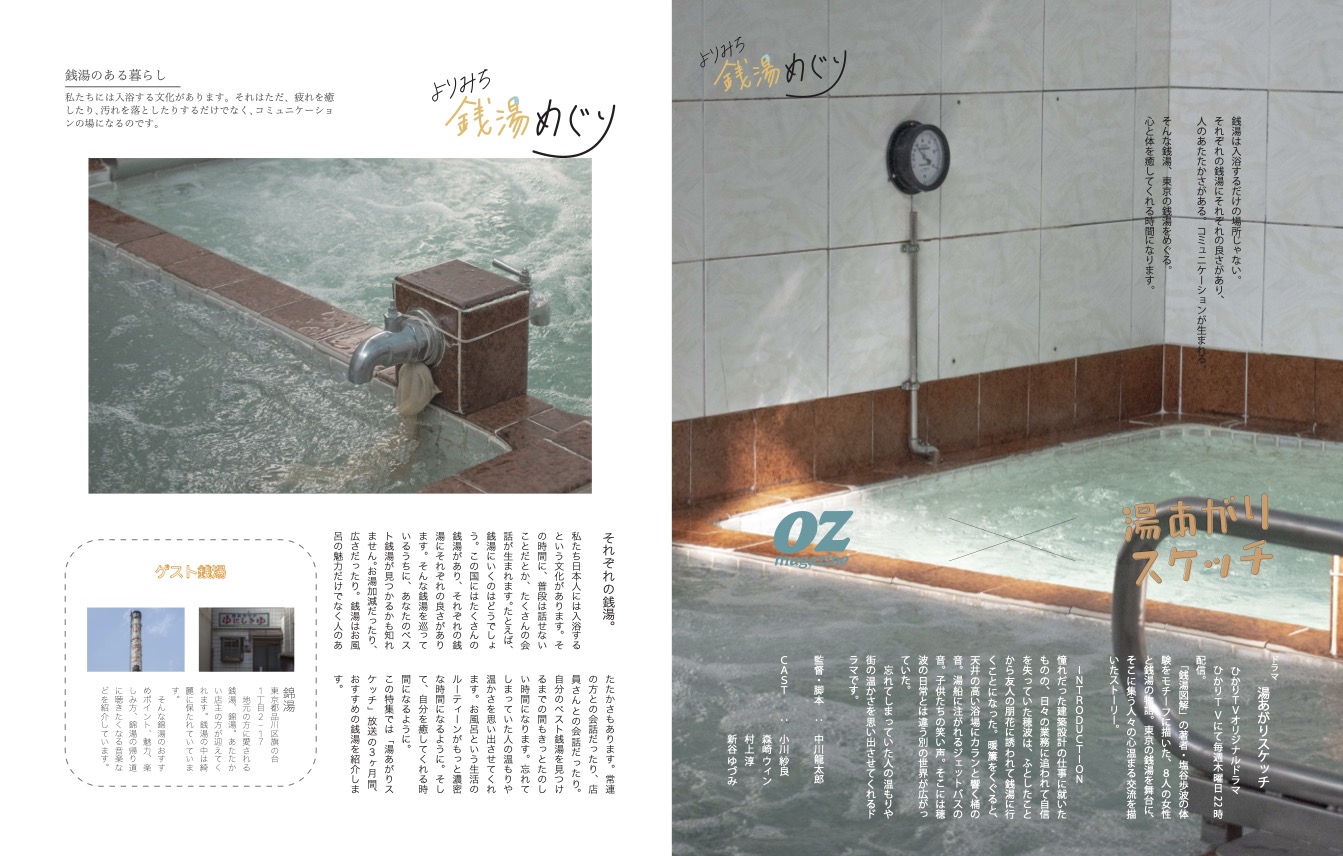 よりみち
銭湯めぐり
銭湯は入浴するだけの場所じゃない。
それぞれの銭湯にそれぞれの良さがあり、
人のあたたかさがある。コミュニケーションが生まれる。
そんな銭湯、東京の銭湯をめぐる。
心と体を癒してくれる時間になります。
OZ
magazine
湯あがり
スケッチ
ドラマ
湯あがりスケッチ
ひかりTVオリジナルドラマ
ひかりTVにて毎週木曜日22時
配信。
「銭湯図解」の著者・塩谷歩波の体
験をモチーフに描いた、8人の女性
と銭湯の物語。東京の銭湯を舞台に、
そこに集う人々の心温まる交流を描
いたストーリー。
INTRODUCTION
憧れだった建築設計の仕事に就いた
ものの、日々の業務に追われて自信
を失っていた穂波は、ふとしたこと
から友人の朋花に誘われて銭湯に行
くことになった。暖簾をくぐると、
天井の高い浴場にカランと響く桶の
音。湯船に注がれるジェットバスの
音。子供たちの笑い声。そこには穂
波の日常とは違う別の世界が広がっ
ていた。
忘れてしまっていた人の温もりや
街の温かさを思い出させてくれるド
ラマです。
監督・脚本：中川龍太郎
CAST：小川紗良
森崎ウィン
村上淳
新谷ゆづみ
銭湯のある暮らし
私たちには入浴する文化があります。それはただ、疲れを癒
したり、汚れを落としたりするだけでなく、コミュニケーショ
ンの場になるのです。
よりみち
銭湯めぐり
それぞれの銭湯。
私たち日本人には入浴する
という文化があります。そ
の時間に、普段は話せない
ことだとか、たくさんの会
話が生まれます。たとえば、
銭湯にいくのはどうでしょ
う。この国にはたくさんの
銭湯があり、それぞれの銭
湯にそれぞれの良さがあり
ます。そんな銭湯を巡って
いるうちに、あなたのベス
ト銭湯が見つかるかも知れ
ません。お湯加減だったり、
広さだったり。銭湯はお風
呂の魅力だけでなく人のあ
たたかさもあります。常連
の方との会話だったり、店
員さんとの会話だったり。
自分のベスト銭湯を見つけ
るまでの間もきっとたのし
い時間になります。忘れて
しまっていた人の温もりや
温かさを思い出させてくれ
ます。お風呂という生活の
ルーティーンがもっと濃密
な時間になるように。そし
て、自分を癒してくれる時
間になるように。
この特集では「湯あがりス
ケッチ」放送の3ヶ月間、
おすすめの銭湯を紹介しま
す。
ゲスト銭湯
ゆだしきゆ
錦湯
東京都品川区旗の台
1丁目2-17
地元の方に愛される
銭湯、錦湯。あたたか
い店主の方が迎えてく
れます。銭湯の中は綺
麗に保たれていていま
す。
そんな錦湯のおすす
めポイント、魅力、楽
しみ方、錦湯の帰り道
に聴きたくなる音楽な
どを紹介しています。